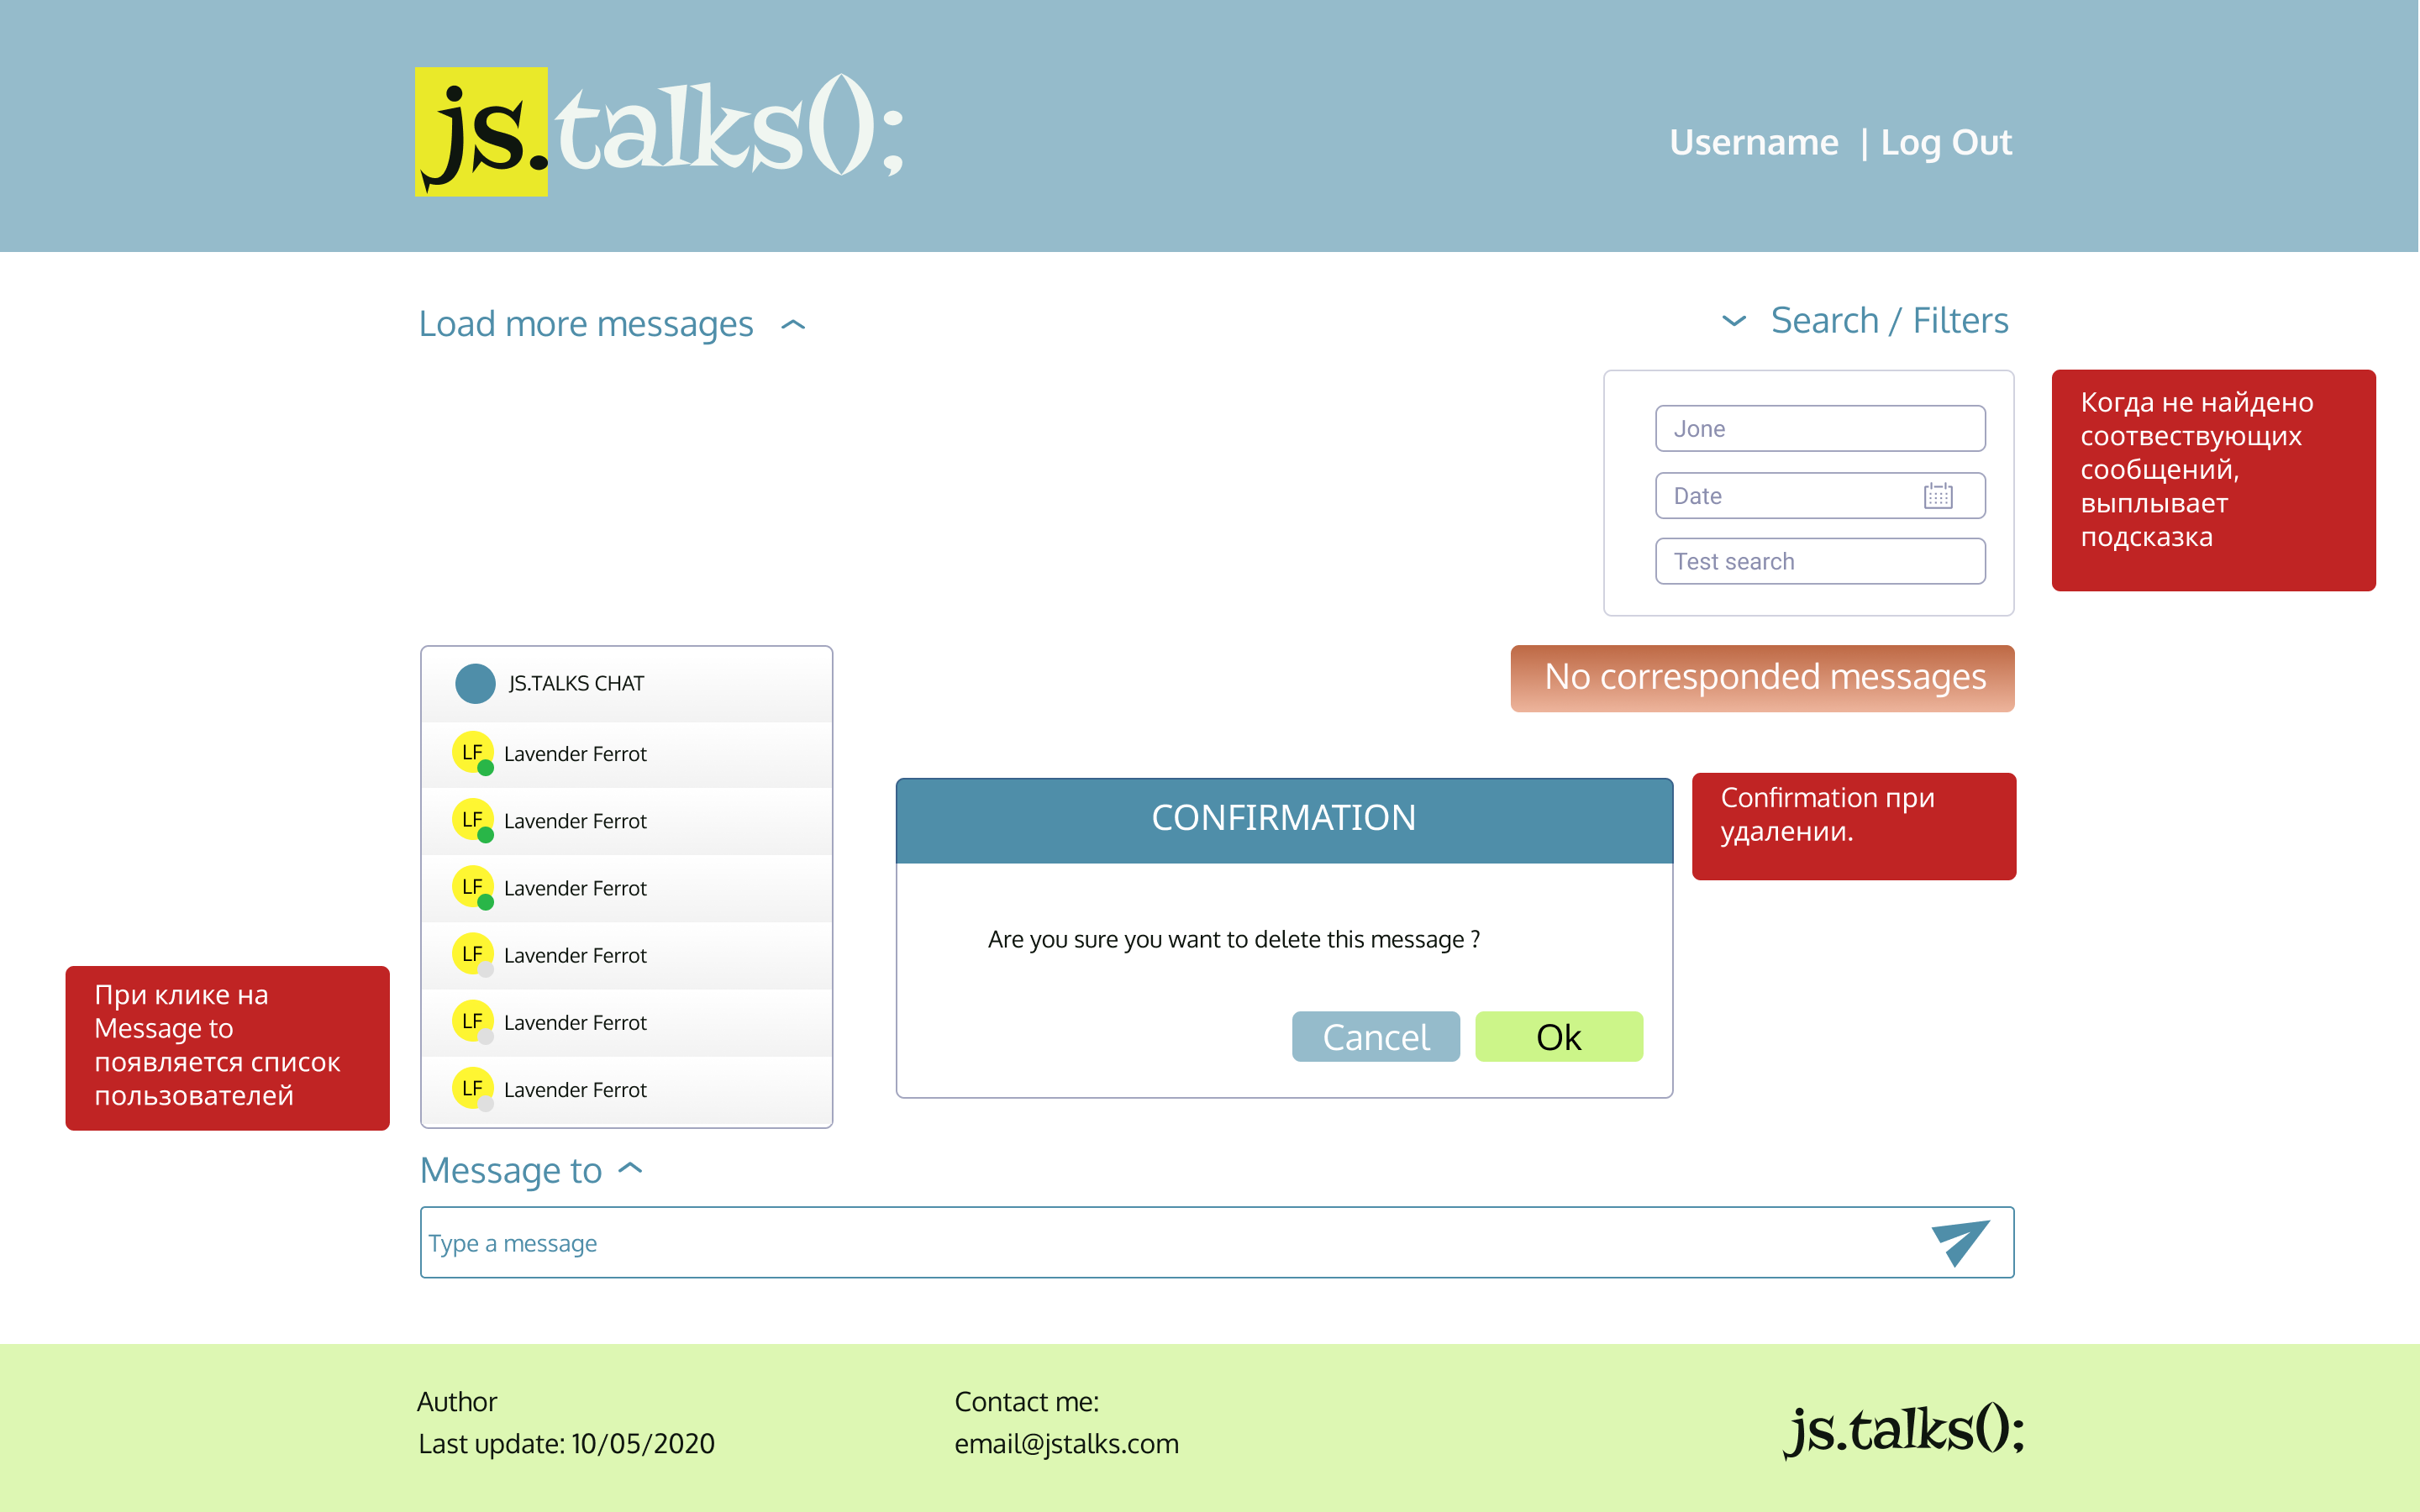 js.talks();
Username | Log Out
Load more messages
Search / Filters
Jone
Date
Test search
Когда не найдено
соотвествующих
сообщений,
выплывает
подсказка
No corresponded messages
JS.TALKS CHAT
LF Lavender Ferrot
LF Lavender Ferrot
LF Lavender Ferrot
LF Lavender Ferrot
LF Lavender Ferrot
LF Lavender Ferrot
CONFIRMATION
Are you sure you want to delete this message ?
Cancel
Ok
Confirmation при
удалении.
При клике на
Message to
появляется список
пользователей
Message to
Type a message
Author
Last update: 10/05/2020
Contact me:
email@jstalks.com
js.talks();